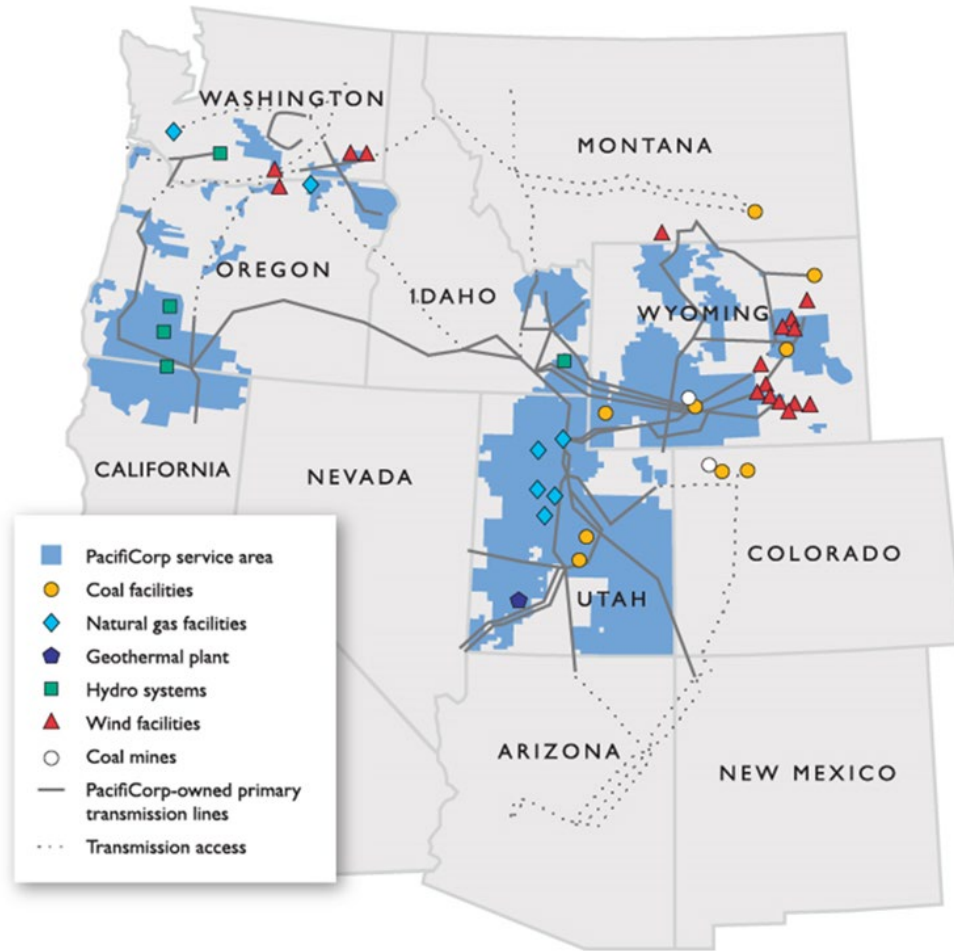 WASHINGTON
MONTANA
OREGON
IDAHO
WYOMING
CALIFORNIA
NEVADA
UTAH
COLORADO
ARIZONA
NEW MEXICO
PacifiCorp service area
Coal facilities
Natural gas facilities
Geothermal plant
Hydro systems
Wind facilities
Coal mines
PacifiCorp-owned primary
transmission lines
Transmission access